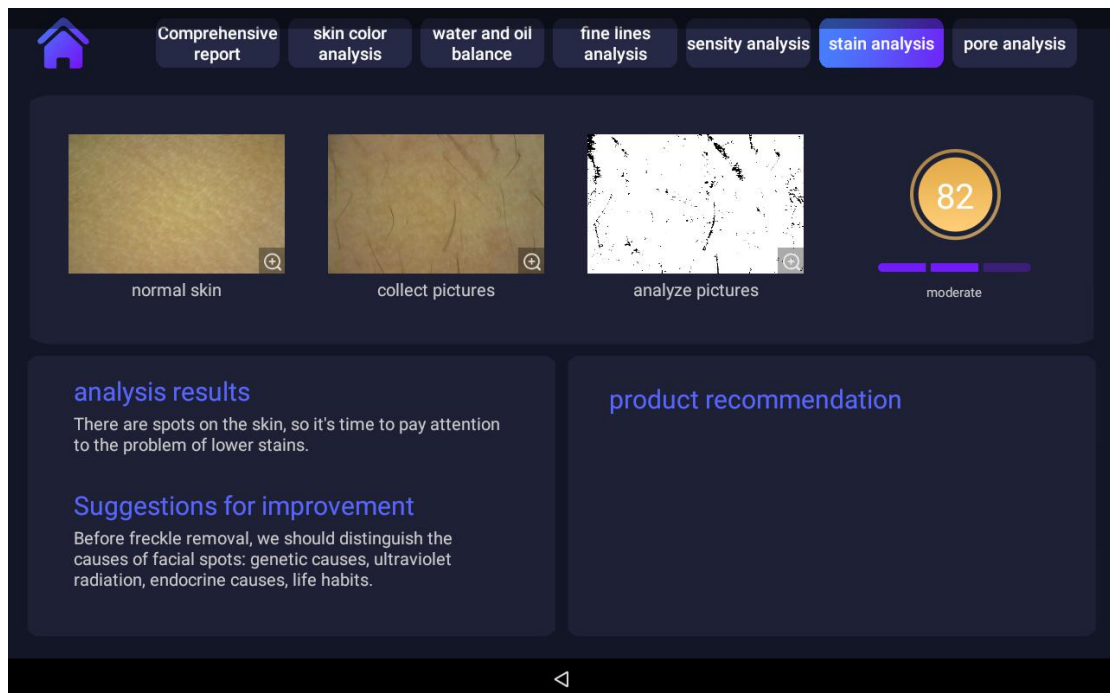 Comprehensive
report
skin color
analysis
water and oil
balance
fine lines
analysis
sensity analysis
stain analysis
pore analysis
82
normal skin
collect pictures
analyze pictures
moderate
analysis results
There are spots on the skin, so it's time to pay attention
to the problem of lower stains.
Suggestions for improvement
Before freckle removal, we should distinguish the
causes of facial spots: genetic causes, ultraviolet
radiation, endocrine causes, life habits.
product recommendation